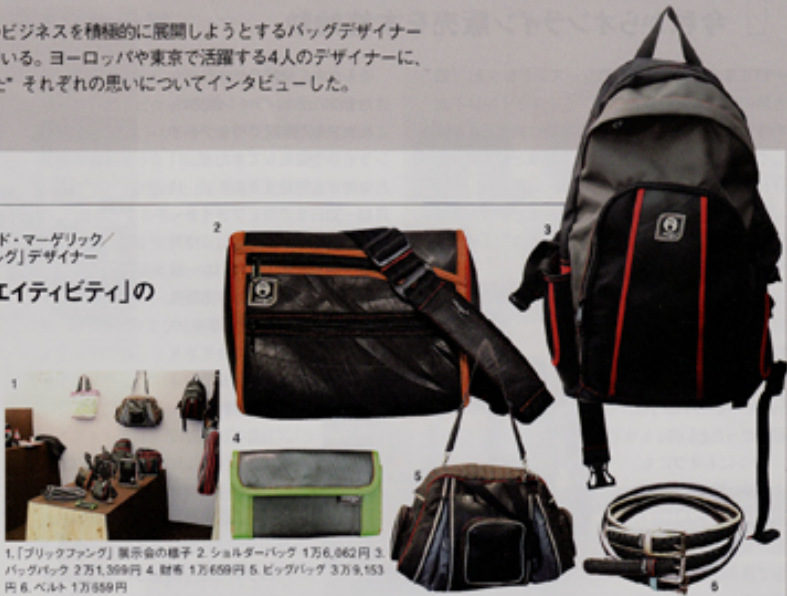 ビジネスを積極的に展開しようとするバッグデザイナー
いる。ヨーロッパや東京で活躍する4人のデザイナーに、
た" それぞれの思いについてインタビューした。
ド・マーゲリック/
グ」デザイナー
エイティビティ」の
2
3
1
4
5
6
1.「ブリックファング」展示会の様子 2.ショルダーバッグ 1万6,062円 3.
バッグパック 2万1,399円 4.財布 1万659円 5.ビッグバッグ 3万9,153
円 6.ベルト 1万659円